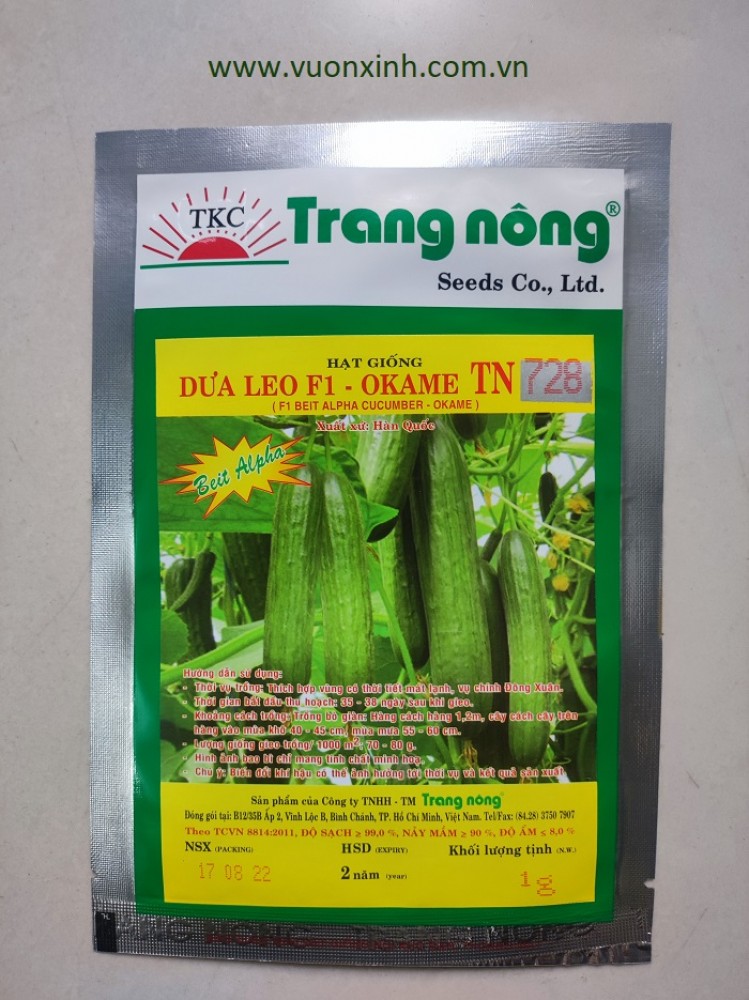 www.vuonxinh.com.vn
TKC
Trang nông®
Seeds Co., Ltd.
HẠT GIỐNG
DƯA LEO F1 - OKAME TN 728
( F1 BEIT ALPHA CUCUMBER - OKAME )
Xuất xứ: Hàn Quốc
Beit Alpha
Hướng dẫn sử dụng:
- Thời vụ trồng: Thích hợp vùng có thời tiết mát lạnh, vụ chính Đông Xuân.
- Thời gian bắt đầu thu hoạch: 35 - 38 ngày sau khi gieo.
- Khoảng cách trồng: Trồng bò giàn: Hàng cách hàng 1,2m, cây cách cây trên
hàng vào mùa khô 40 - 45 cm, mùa mưa 55 - 60 cm.
- Lượng giống gieo trồng/ 1000 m²: 70 - 80 g.
- Hình ảnh bao bì chỉ mang tính chất minh họa.
- Chú ý: Biến đổi khí hậu có thể ảnh hưởng tới thời vụ và kết quả sản xuất.
Sản phẩm của Công ty TNHH - TM Trang nông®
Đóng gói tại: B12/35B Ấp 2, Vĩnh Lộc B, Bình Chánh, TP. Hồ Chí Minh, Việt Nam. Tel/Fax: (84.28) 3750 7907
Theo TCVN 8814:2011, ĐỘ SẠCH ≥ 99,0 %, NẢY MẦM ≥ 90 %, ĐỘ ẨM ≤ 8,0 %
NSX (PACKING) HSD (EXPIRY) Khối lượng tịnh (N.W.)
17 08 22 2 năm (year) 1g
NONG NONG